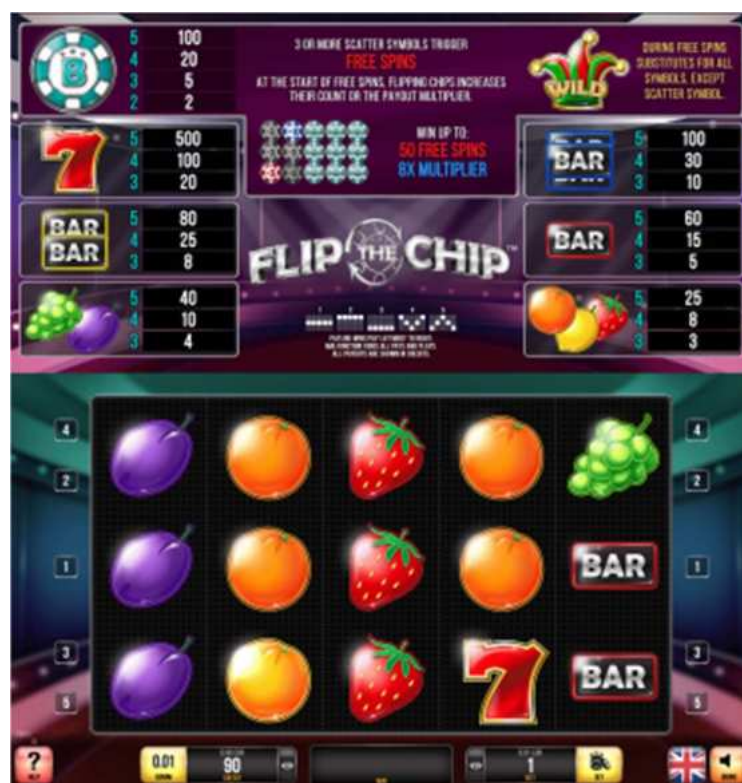 5 100
4 20
3 5
2 2
3 OR MORE SCATTER SYMBOLS TRIGGER
FREE SPINS
AT THE START OF FREE SPINS, FLIPPING CHIPS INCREASES
THEIR COUNT OR THE PAYOUT MULTIPLIER.
WILD
DURING FREE SPINS
SUBSTITUTES FOR ALL
SYMBOLS, EXCEPT
SCATTER SYMBOL.
7
5 500
4 100
3 20
WIN UP TO:
50 FREE SPINS
8X MULTIPLIER
BAR
5 100
4 30
3 10
BAR
BAR
5 80
4 25
3 8
FLIP THE CHIP™
BAR
5 60
4 15
3 5
5 40
4 10
3 4
5 25
4 8
3 3
4
4
2
2
1
BAR
1
3
7
BAR
3
5
5
?
0.01
90
1